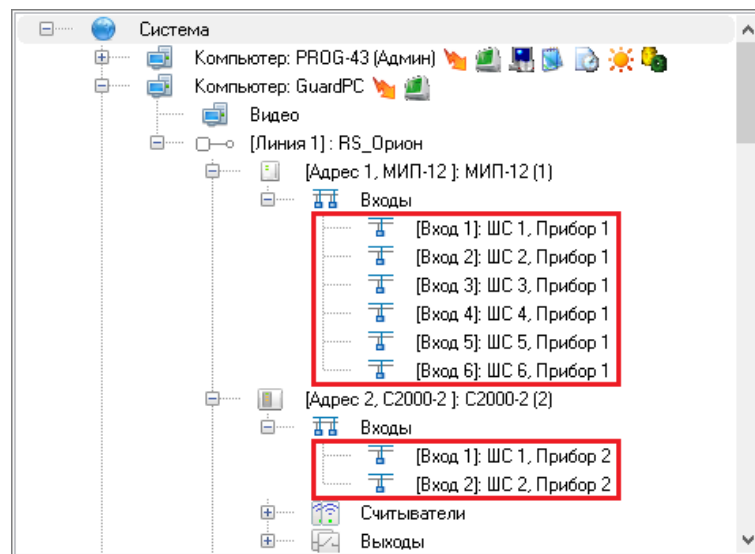 Система
Компьютер: PROG-43 (Админ)
Компьютер: GuardPC
Видео
[Линия 1] : RS_Орион
[Адрес 1, МИП-12 ]: МИП-12 (1)
Входы
[Вход 1]: ШС 1, Прибор 1
[Вход 2]: ШС 2, Прибор 1
[Вход 3]: ШС 3, Прибор 1
[Вход 4]: ШС 4, Прибор 1
[Вход 5]: ШС 5, Прибор 1
[Вход 6]: ШС 6, Прибор 1
[Адрес 2, С2000-2 ]: С2000-2 (2)
Входы
[Вход 1]: ШС 1, Прибор 2
[Вход 2]: ШС 2, Прибор 2
Считыватели
Выходы